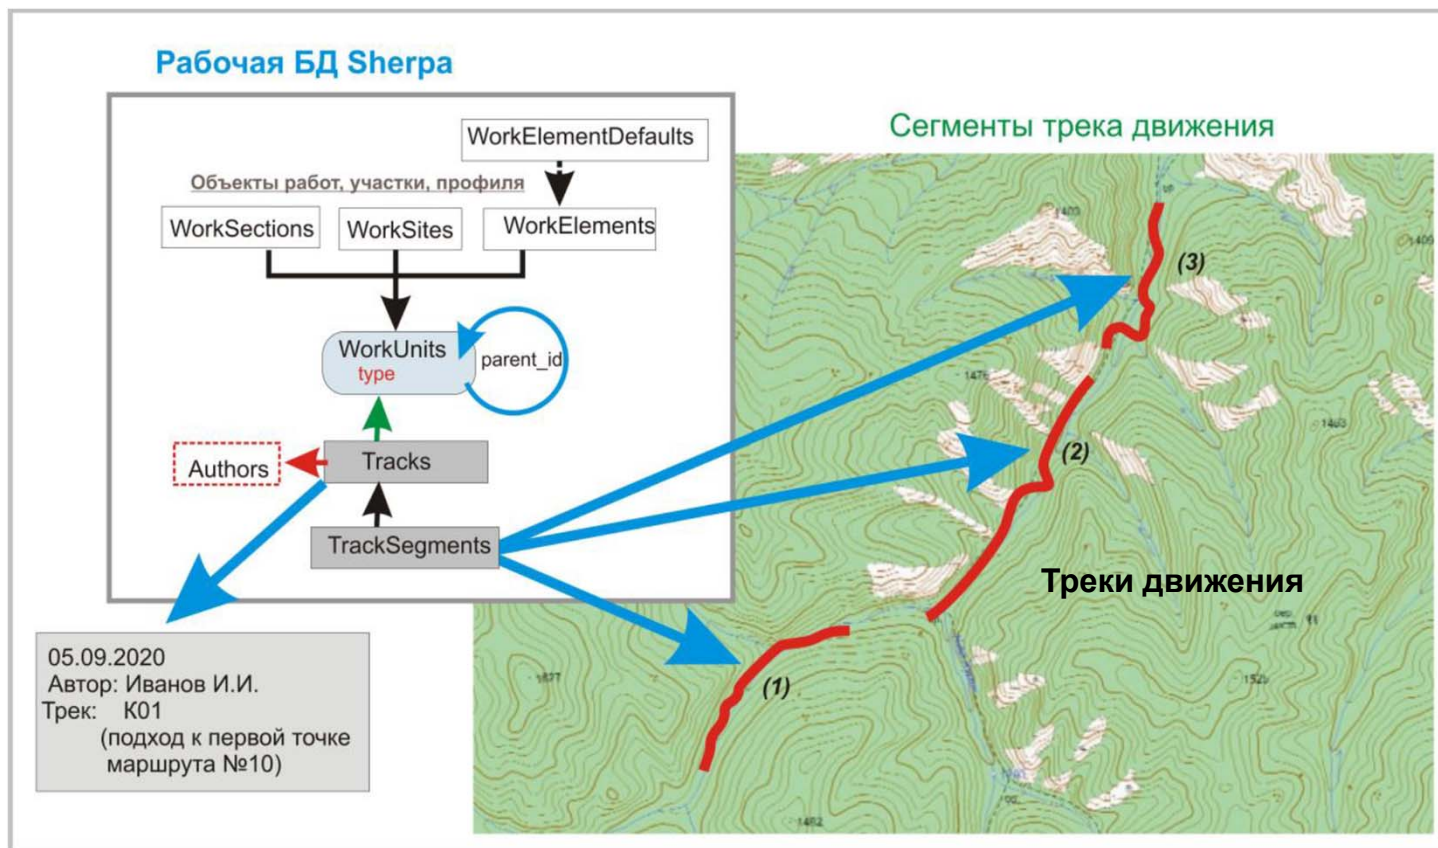 Рабочая БД Sherpa
WorkElementDefaults
Объекты работ, участки, профиля
WorkSections
WorkSites
WorkElements
WorkUnits
type
parent_id
Authors
Tracks
TrackSegments
05.09.2020
Автор: Иванов И.И.
Трек: К01
(подход к первой точке
маршрута №10)
Сегменты трека движения
(3)
(2)
Треки движения
(1)
1482